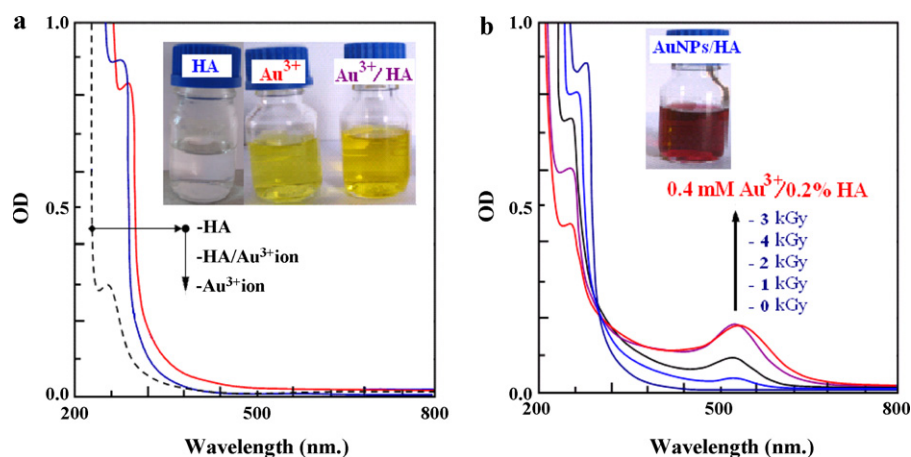 a
1.0
0.5
0.0
OD
HA
Au³⁺
Au³⁺/HA
-HA
-HA/Au³⁺ion
-Au³⁺ion
200
500
800
Wavelength (nm.)
b
1.0
0.5
0.0
OD
AuNPs/HA
0.4 mM Au³⁺/0.2% HA
- 3 kGy
- 4 kGy
- 2 kGy
- 1 kGy
- 0 kGy
200
500
800
Wavelength (nm.)